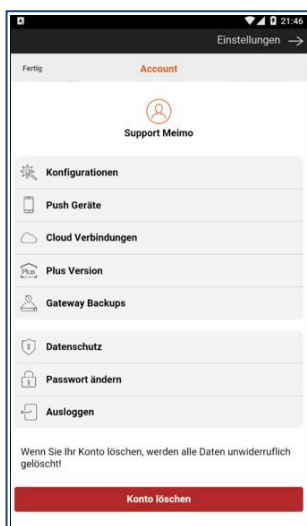 21:46
Einstellungen →
Fertig
Account
Support Meimo
Konfigurationen
Push Geräte
Cloud Verbindungen
Plus
Plus Version
Gateway Backups
Datenschutz
Passwort ändern
Ausloggen
Wenn Sie Ihr Konto löschen, werden alle Daten unwiderruflich
gelöscht!
Konto löschen